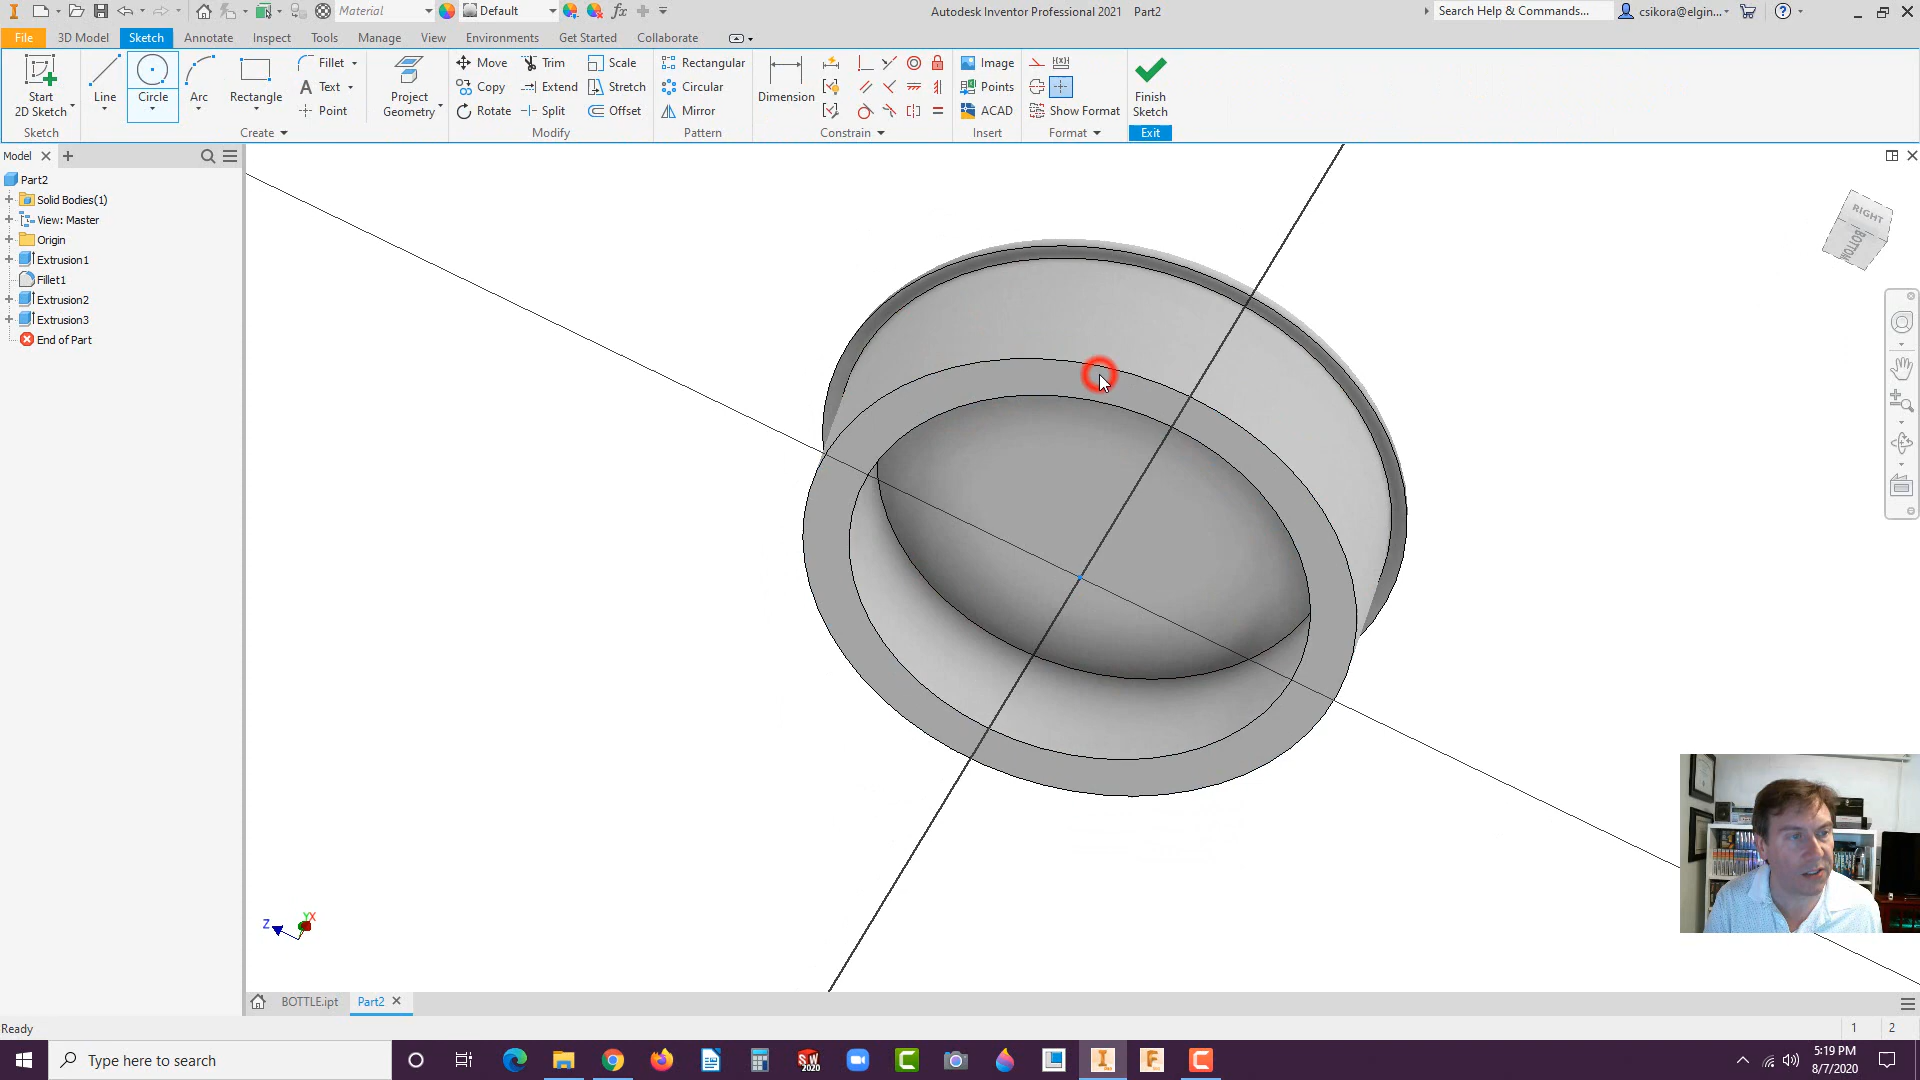 Material
Default
Autodesk Inventor Professional 2021 Part2
Search Help & Commands...
csikora@elgin...
File 3D Model Sketch Annotate Inspect Tools Manage View Environments Get Started Collaborate
Start 2D Sketch
Line
Circle
Arc
Rectangle
Fillet
Text
Point
Project Geometry
Move
Copy
Rotate
Trim
Extend
Split
Scale
Stretch
Offset
Rectangular
Circular
Mirror
Dimension
Image
Points
ACAD
Show Format
Finish Sketch
Sketch Create Modify Pattern Constrain Insert Format Exit
Model
Part2
Solid Bodies(1)
View: Master
Origin
Extrusion1
Fillet1
Extrusion2
Extrusion3
End of Part
RIGHT
BOTTOM
Z
Y
X
BOTTLE.ipt Part2
Ready
1 2
Type here to search
SW
2020
5:19 PM
8/7/2020